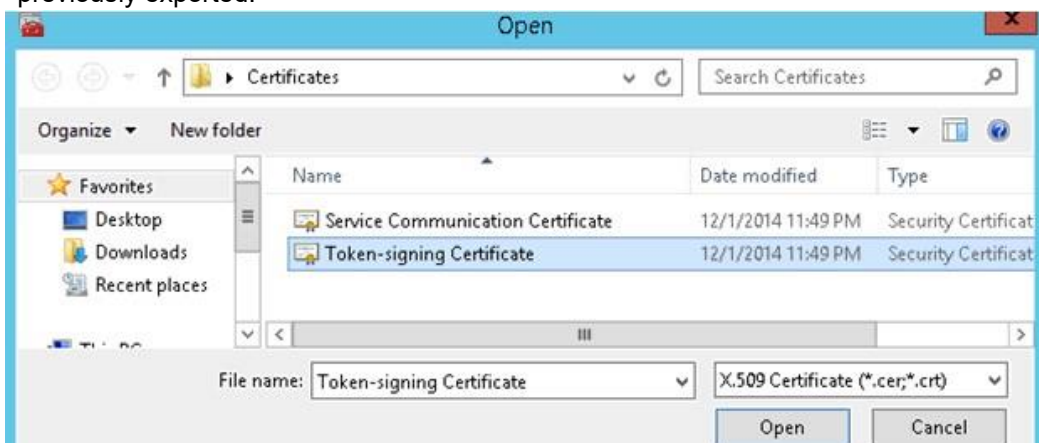 previously exported.
Open
x
Certificates
Search Certificates
Organize
New folder
Name
Date modified
Type
Favorites
Desktop
Downloads
Recent places
Service Communication Certificate 12/1/2014 11:49 PM Security Certificat
Token-signing Certificate 12/1/2014 11:49 PM Security Certificat
File name: Token-signing Certificate
X.509 Certificate (*.cer;*.crt)
Open
Cancel